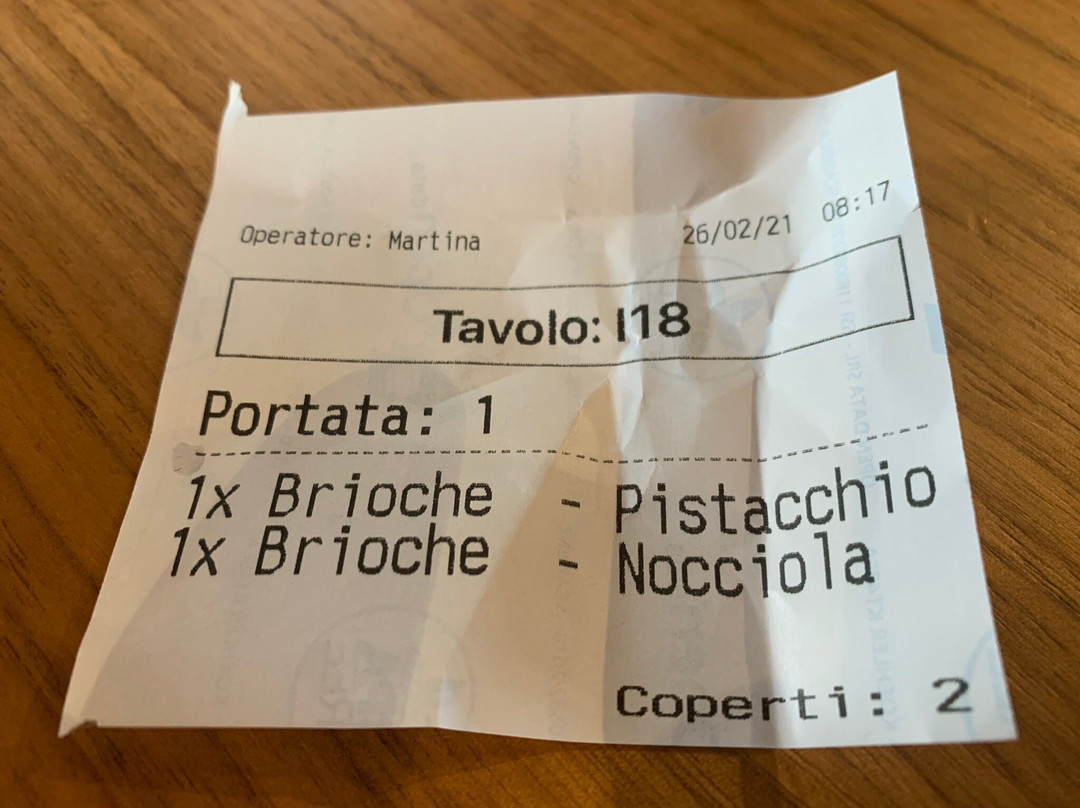 Operatore: Martina 26/02/21 08:17
Tavolo: I18
Portata: 1
1x Brioche - Pistacchio
1x Brioche - Nocciola
Coperti: 2